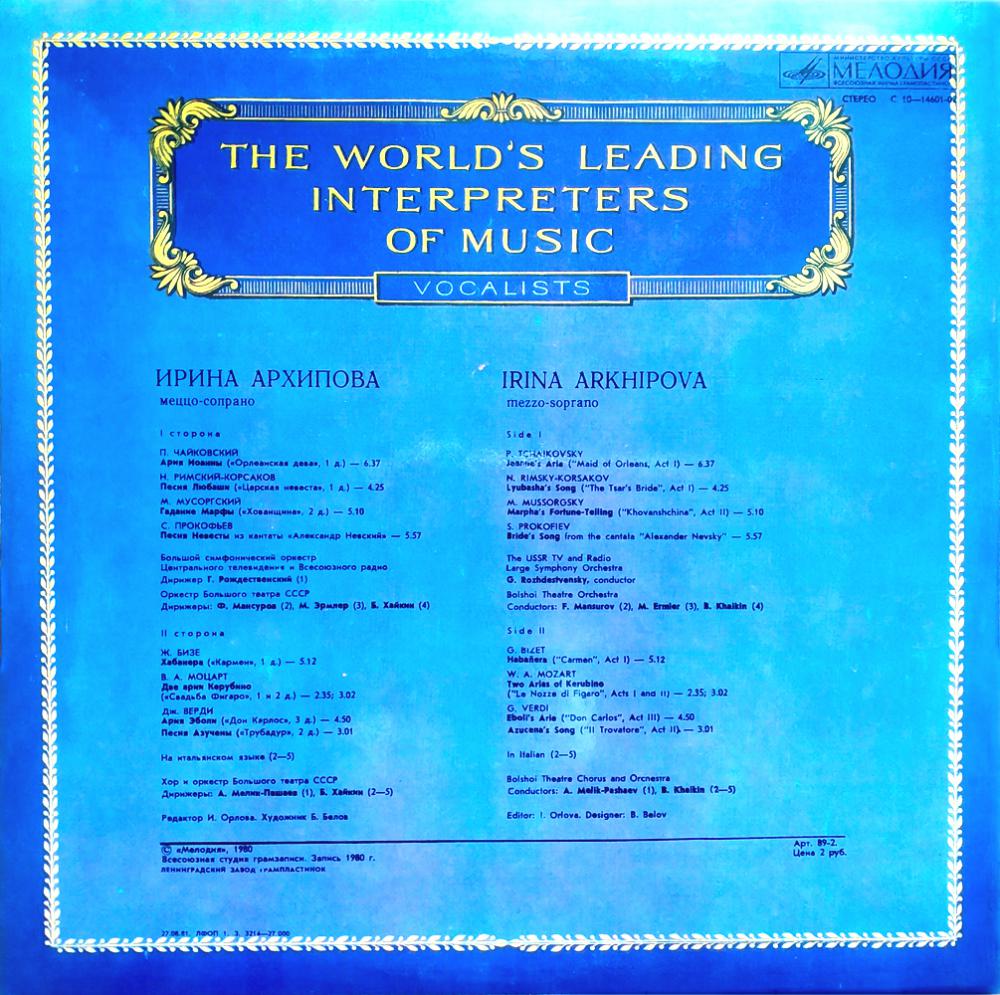 МИНИСТЕРСТВО КУЛЬТУРЫ СССР
МЕЛОДИЯ
ВСЕСОЮЗНАЯ ФИРМА ГРАМПЛАСТИНОК
СТЕРЕО С 10—14601-0
THE WORLD'S LEADING
INTERPRETERS
OF MUSIC
VOCALISTS
ИРИНА АРХИПОВА
меццо-сопрано
I сторона
П. ЧАЙКОВСКИЙ
Ария Иоанны («Орлеанская дева», 1 д.) — 6.37
Н. РИМСКИЙ-КОРСАКОВ
Песня Любаши («Царская невеста», 1 д.) — 4.25
М. МУСОРГСКИЙ
Гадание Марфы («Хованщина», 2 д.) — 5.10
С. ПРОКОФЬЕВ
Песня Невесты из кантаты «Александр Невский» — 5.57
Большой симфонический оркестр
Центрального телевидения и Всесоюзного радио
Дирижер Г. Рождественский (1)
Оркестр Большого театра СССР
Дирижеры: Ф. Мансуров (2), М. Эрмлер (3), Б. Хайкин (4)
II сторона
Ж. БИЗЕ
Хабанера («Кармен», 1 д.) — 5.12
В. А. МОЦАРТ
Две арии Керубино
(«Свадьба Фигаро», 1 и 2 д.) — 2.35; 3.02
Дж. ВЕРДИ
Ария Эболи («Дон Карлос», 3 д.) — 4.50
Песня Азучены («Трубадур», 2 д.) — 3.01
На итальянском языке (2—5)
Хор и оркестр Большого театра СССР
Дирижеры: А. Мелик-Пашаев (1), Б. Хайкин (2—5)
Редактор И. Орлова. Художник Б. Белов
IRINA ARKHIPOVA
mezzo-soprano
Side I
P. TCHAIKOVSKY
Jeanne's Aria ("Maid of Orleans, Act I) — 6.37
N. RIMSKY-KORSAKOV
Lyubasha's Song ("The Tsar's Bride", Act I) — 4.25
M. MUSSORGSKY
Marpha's Fortune-Telling ("Khovanshchina", Act II) — 5.10
S. PROKOFIEV
Bride's Song from the cantata "Alexander Nevsky" — 5.57
The USSR TV and Radio
Large Symphony Orchestra
G. Rozhdestvensky, conductor
Bolshoi Theatre Orchestra
Conductors: F. Mansurov (2), M. Ermler (3), B. Khaikin (4)
Side II
G. BIZET
Habañera ("Carmen", Act I) — 5.12
W. A. MOZART
Two Arias of Kerubino
("Le Nozze di Figaro", Acts I and II) — 2.35; 3.02
G. VERDI
Eboli's Aria ("Don Carlos", Act III) — 4.50
Azucena's Song ("Il Trovatore", Act II) — 3.01
In Italian (2—5)
Bolshoi Theatre Chorus and Orchestra
Conductors: A. Melik-Pashaev (1), B. Khaikin (2—5)
Editor: I. Orlova. Designer: B. Belov
© «Мелодия», 1980
Всесоюзная студия грамзаписи. Запись 1980 г.
ЛЕНИНГРАДСКИЙ ЗАВОД ГРАМПЛАСТИНОК
Арт. 89-2.
Цена 2 руб.
27.08.81. ЛФОП 1. 3. 3214—27.000